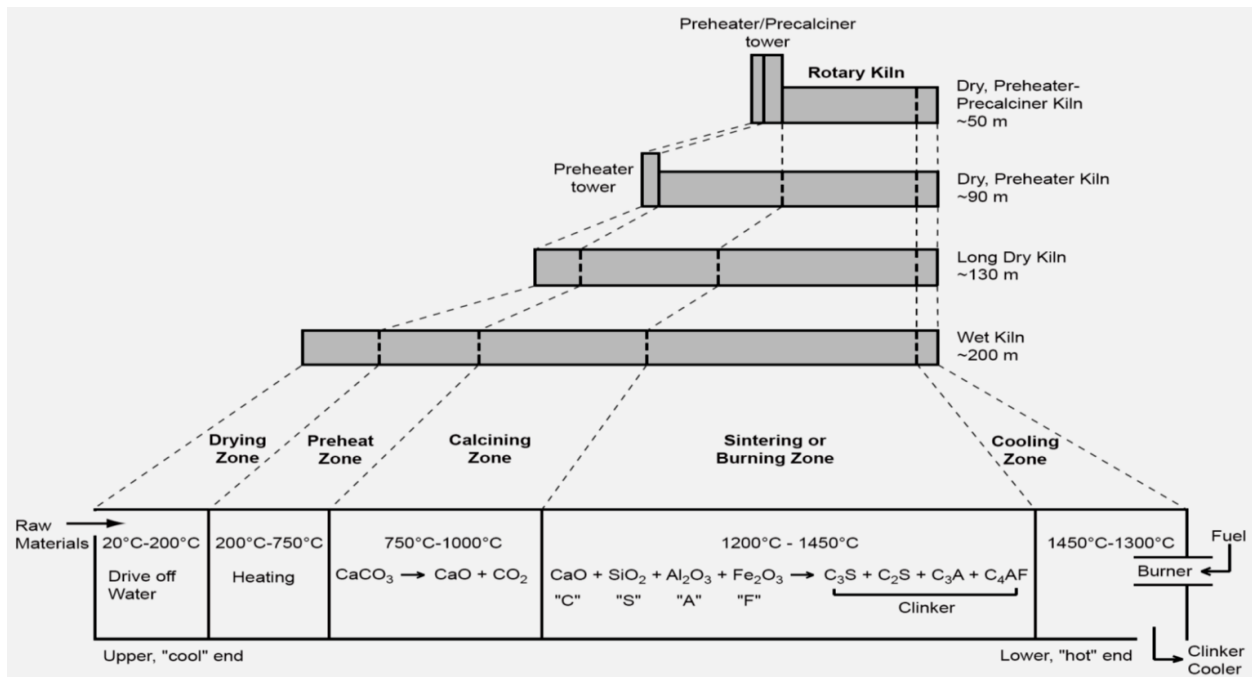 Preheater/Precalciner
tower
Rotary Kiln
Dry, Preheater-
Precalciner Kiln
~50 m
Preheater
tower
Dry, Preheater Kiln
~90 m
Long Dry Kiln
~130 m
Wet Kiln
~200 m
Drying
Zone
Preheat
Zone
Calcining
Zone
Sintering or
Burning Zone
Cooling
Zone
Raw
Materials
20°C-200°C
200°C-750°C
750°C-1000°C
1200°C - 1450°C
1450°C-1300°C
Fuel
Burner
Drive off
Water
Heating
CaCO₃ → CaO + CO₂
CaO + SiO₂ + Al₂O₃ + Fe₂O₃ → C₃S + C₂S + C₃A + C₄AF
"C" "S" "A" "F"
Clinker
Upper, "cool" end
Lower, "hot" end
Clinker
Cooler